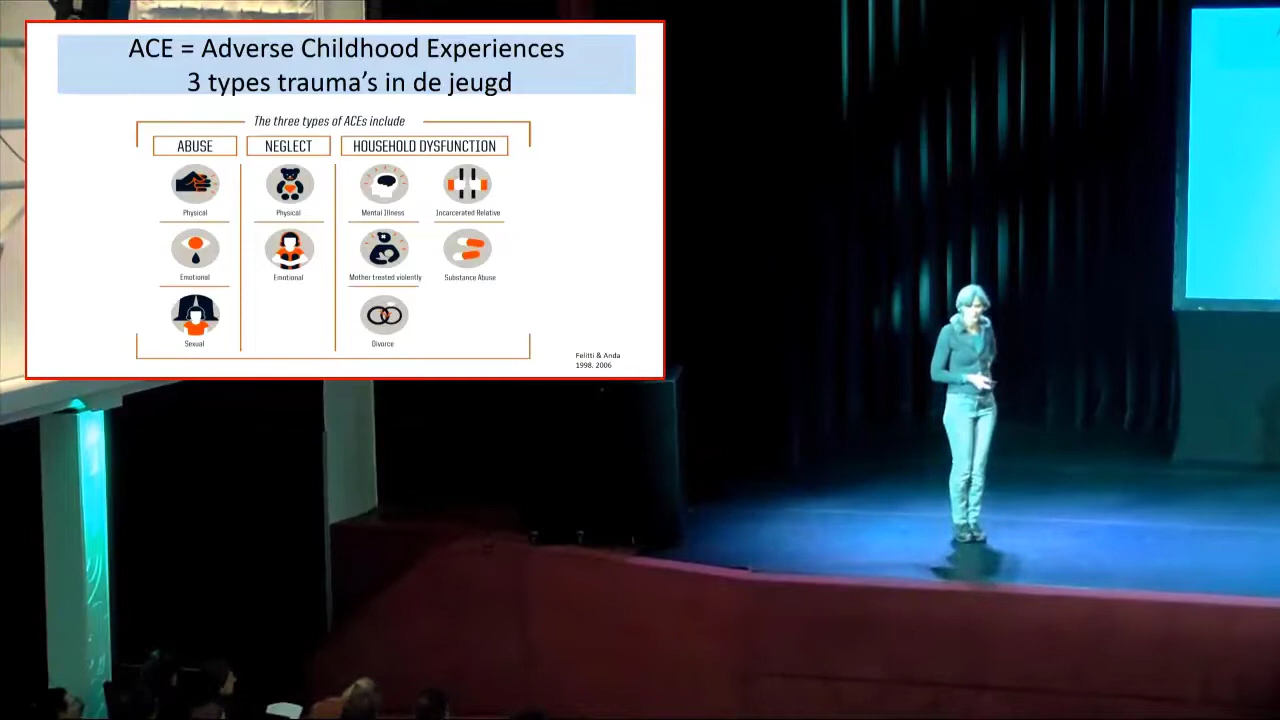 ACE = Adverse Childhood Experiences
3 types trauma's in de jeugd
The three types of ACEs include
ABUSE
NEGLECT
HOUSEHOLD DYSFUNCTION
Physical
Physical
Mental Illness
Incarcerated Relative
Emotional
Emotional
Mother treated violently
Substance Abuse
Sexual
Divorce
Felitti & Anda
1998. 2006